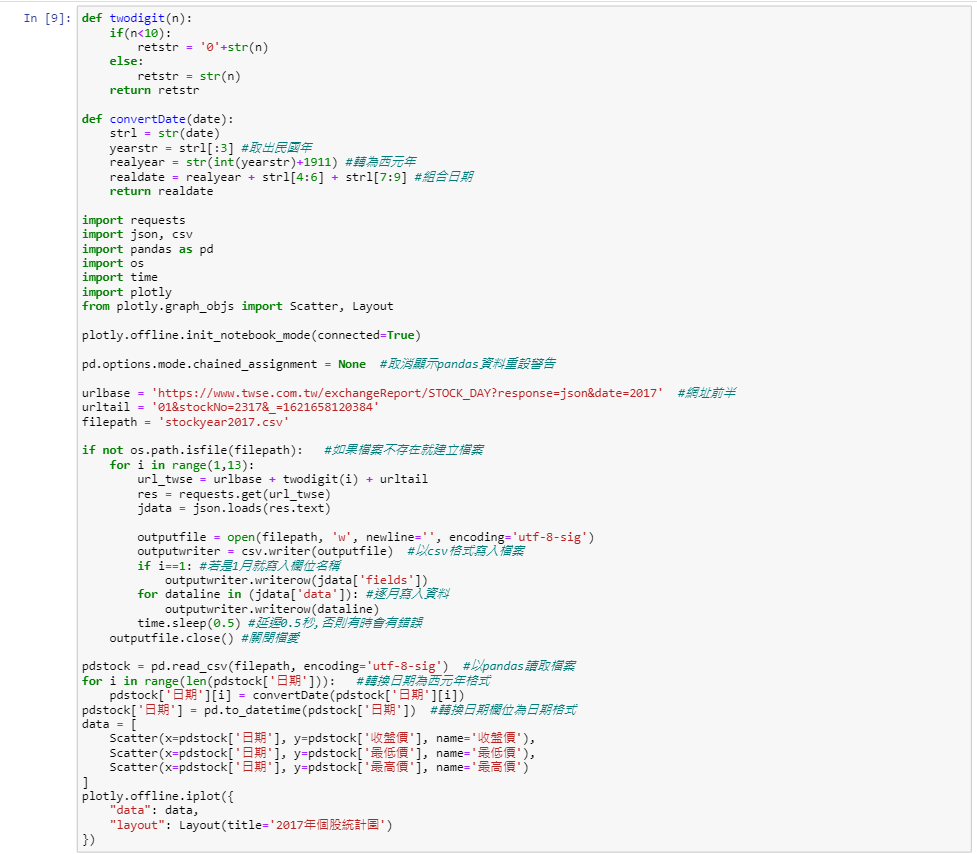 In [9]: def twodigit(n):
    if(n<10):
        retstr = '0'+str(n)
    else:
        retstr = str(n)
    return retstr

def convertDate(date):
    strl = str(date)
    yearstr = strl[:3] #取出民國年
    realyear = str(int(yearstr)+1911) #轉為西元年
    realdate = realyear + strl[4:6] + strl[7:9] #組合日期
    return realdate

import requests
import json, csv
import pandas as pd
import os
import time
import plotly
from plotly.graph_objs import Scatter, Layout

plotly.offline.init_notebook_mode(connected=True)

pd.options.mode.chained_assignment = None  #取消顯示pandas資料重設警告

urlbase = 'https://www.twse.com.tw/exchangeReport/STOCK_DAY?response=json&date=2017'  #網址前半
urltail = '01&stockNo=2317&_=1621658120384'
filepath = 'stockyear2017.csv'

if not os.path.isfile(filepath):   #如果檔案不存在就建立檔案
    for i in range(1,13):
        url_twse = urlbase + twodigit(i) + urltail
        res = requests.get(url_twse)
        jdata = json.loads(res.text)

        outputfile = open(filepath, 'w', newline='', encoding='utf-8-sig')
        outputwriter = csv.writer(outputfile)  #以csv格式寫入檔案
        if i==1: #若是1月就寫入欄位名稱
            outputwriter.writerow(jdata['fields'])
        for dataline in (jdata['data']): #逐月寫入資料
            outputwriter.writerow(dataline)
        time.sleep(0.5) #延遲0.5秒,否則有時會有錯誤
    outputfile.close() #關閉檔愛

pdstock = pd.read_csv(filepath, encoding='utf-8-sig')  #以pandas讀取檔案
for i in range(len(pdstock['日期'])):   #轉換日期為西元年格式
    pdstock['日期'][i] = convertDate(pdstock['日期'][i])
pdstock['日期'] = pd.to_datetime(pdstock['日期'])  #轉換日期欄位為日期格式
data = [
    Scatter(x=pdstock['日期'], y=pdstock['收盤價'], name='收盤價'),
    Scatter(x=pdstock['日期'], y=pdstock['最低價'], name='最低價'),
    Scatter(x=pdstock['日期'], y=pdstock['最高價'], name='最高價')
]
plotly.offline.iplot({
    "data": data,
    "layout": Layout(title='2017年個股統計圖')
})